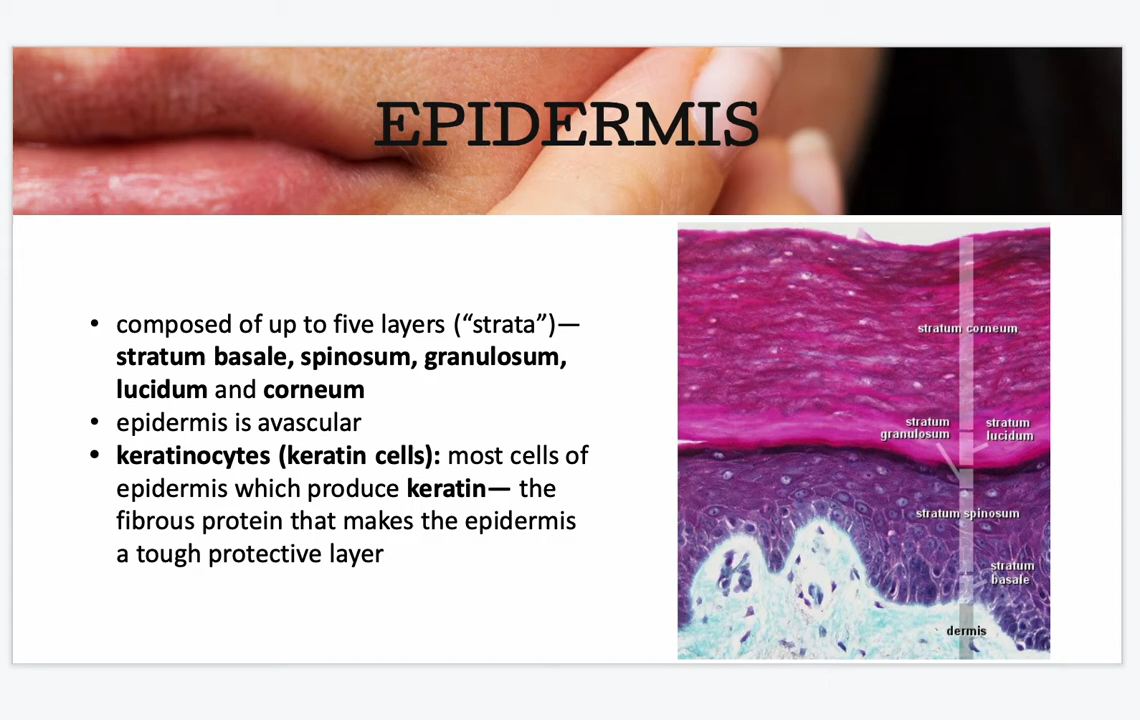 EPIDERMIS
• composed of up to five layers (“strata”)—
stratum basale, spinosum, granulosum,
lucidum and corneum
• epidermis is avascular
• keratinocytes (keratin cells): most cells of
epidermis which produce keratin— the
fibrous protein that makes the epidermis
a tough protective layer
stratum corneum
stratum
granulosum
stratum
lucidum
stratum spinosum
stratum
basale
dermis